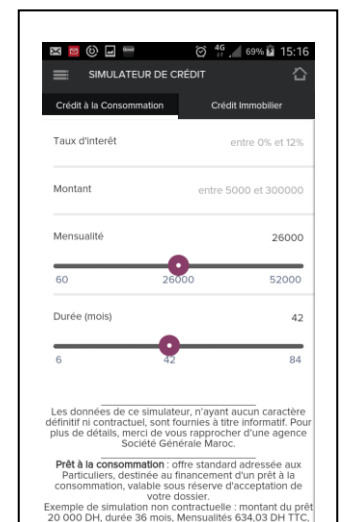 4G 69% 15:16
SIMULATEUR DE CRÉDIT
Crédit à la Consommation Crédit Immobilier
Taux d'interêt entre 0% et 12%
Montant entre 5000 et 300000
Mensualité 26000
60 26000 52000
Durée (mois) 42
6 42 84
Les données de ce simulateur, n'ayant aucun caractère
définitif ni contractuel, sont fournies à titre informatif. Pour
plus de détails, merci de vous rapprocher d'une agence
Société Générale Maroc.
Prêt à la consommation : offre standard adressée aux
Particuliers, destinée au financement d'un prêt à la
consommation, valable sous réserve d'acceptation de
votre dossier.
Exemple de simulation non contractuelle : montant du prêt
20 000 DH, durée 36 mois, Mensualités 634,03 DH TTC,